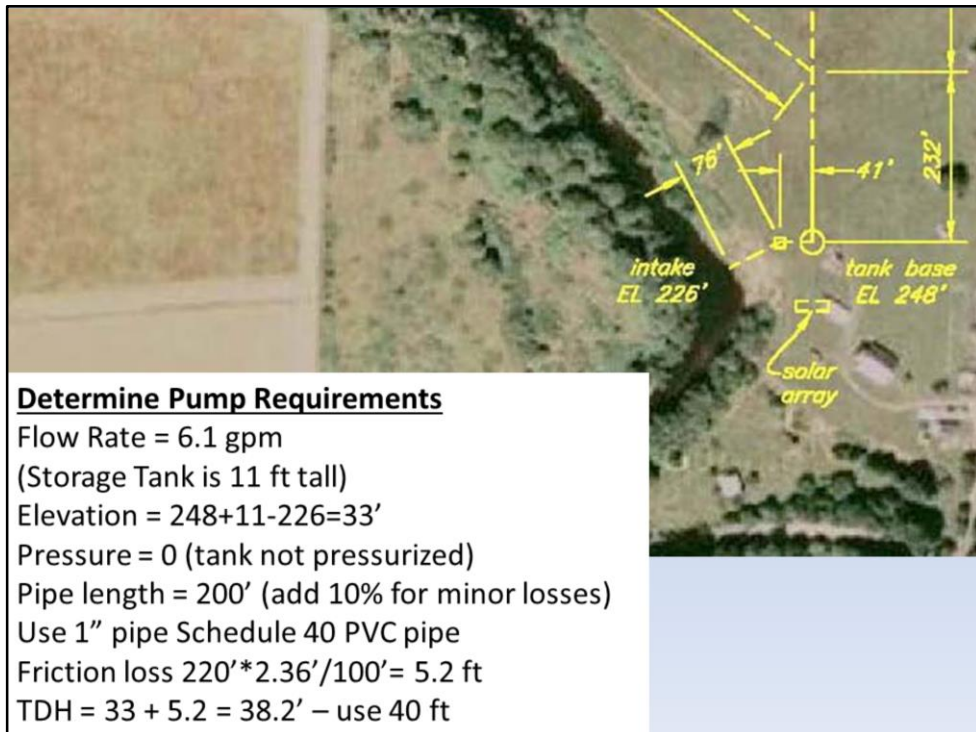 76'
41'
232'
intake
EL 226'
tank base
EL 248'
solar
array
Determine Pump Requirements
Flow Rate = 6.1 gpm
(Storage Tank is 11 ft tall)
Elevation = 248+11-226=33’
Pressure = 0 (tank not pressurized)
Pipe length = 200’ (add 10% for minor losses)
Use 1” pipe Schedule 40 PVC pipe
Friction loss 220’*2.36’/100’= 5.2 ft
TDH = 33 + 5.2 = 38.2’ – use 40 ft